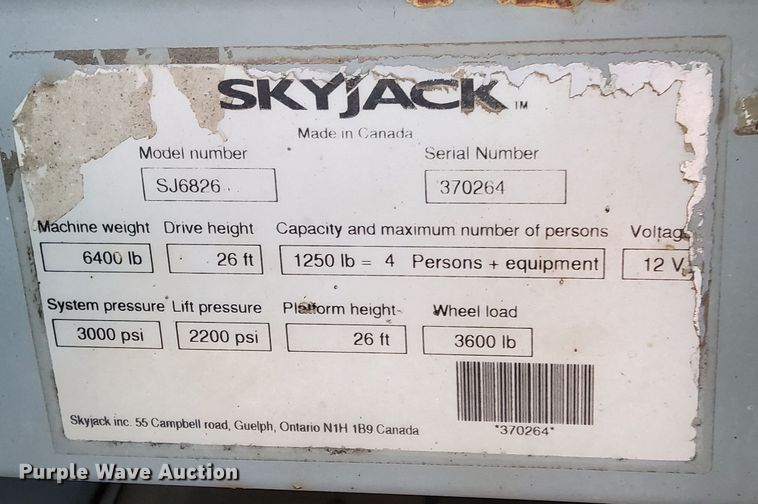 SKYJACK TM
Made in Canada
Model number Serial Number
SJ6826 370264
Machine weight Drive height Capacity and maximum number of persons Voltag
6400 lb 26 ft 1250 lb = 4 Persons + equipment 12 V
System pressure Lift pressure Platform height Wheel load
3000 psi 2200 psi 26 ft 3600 lb
Skyjack inc. 55 Campbell road, Guelph, Ontario N1H 1B9 Canada
*370264*
Purple Wave Auction